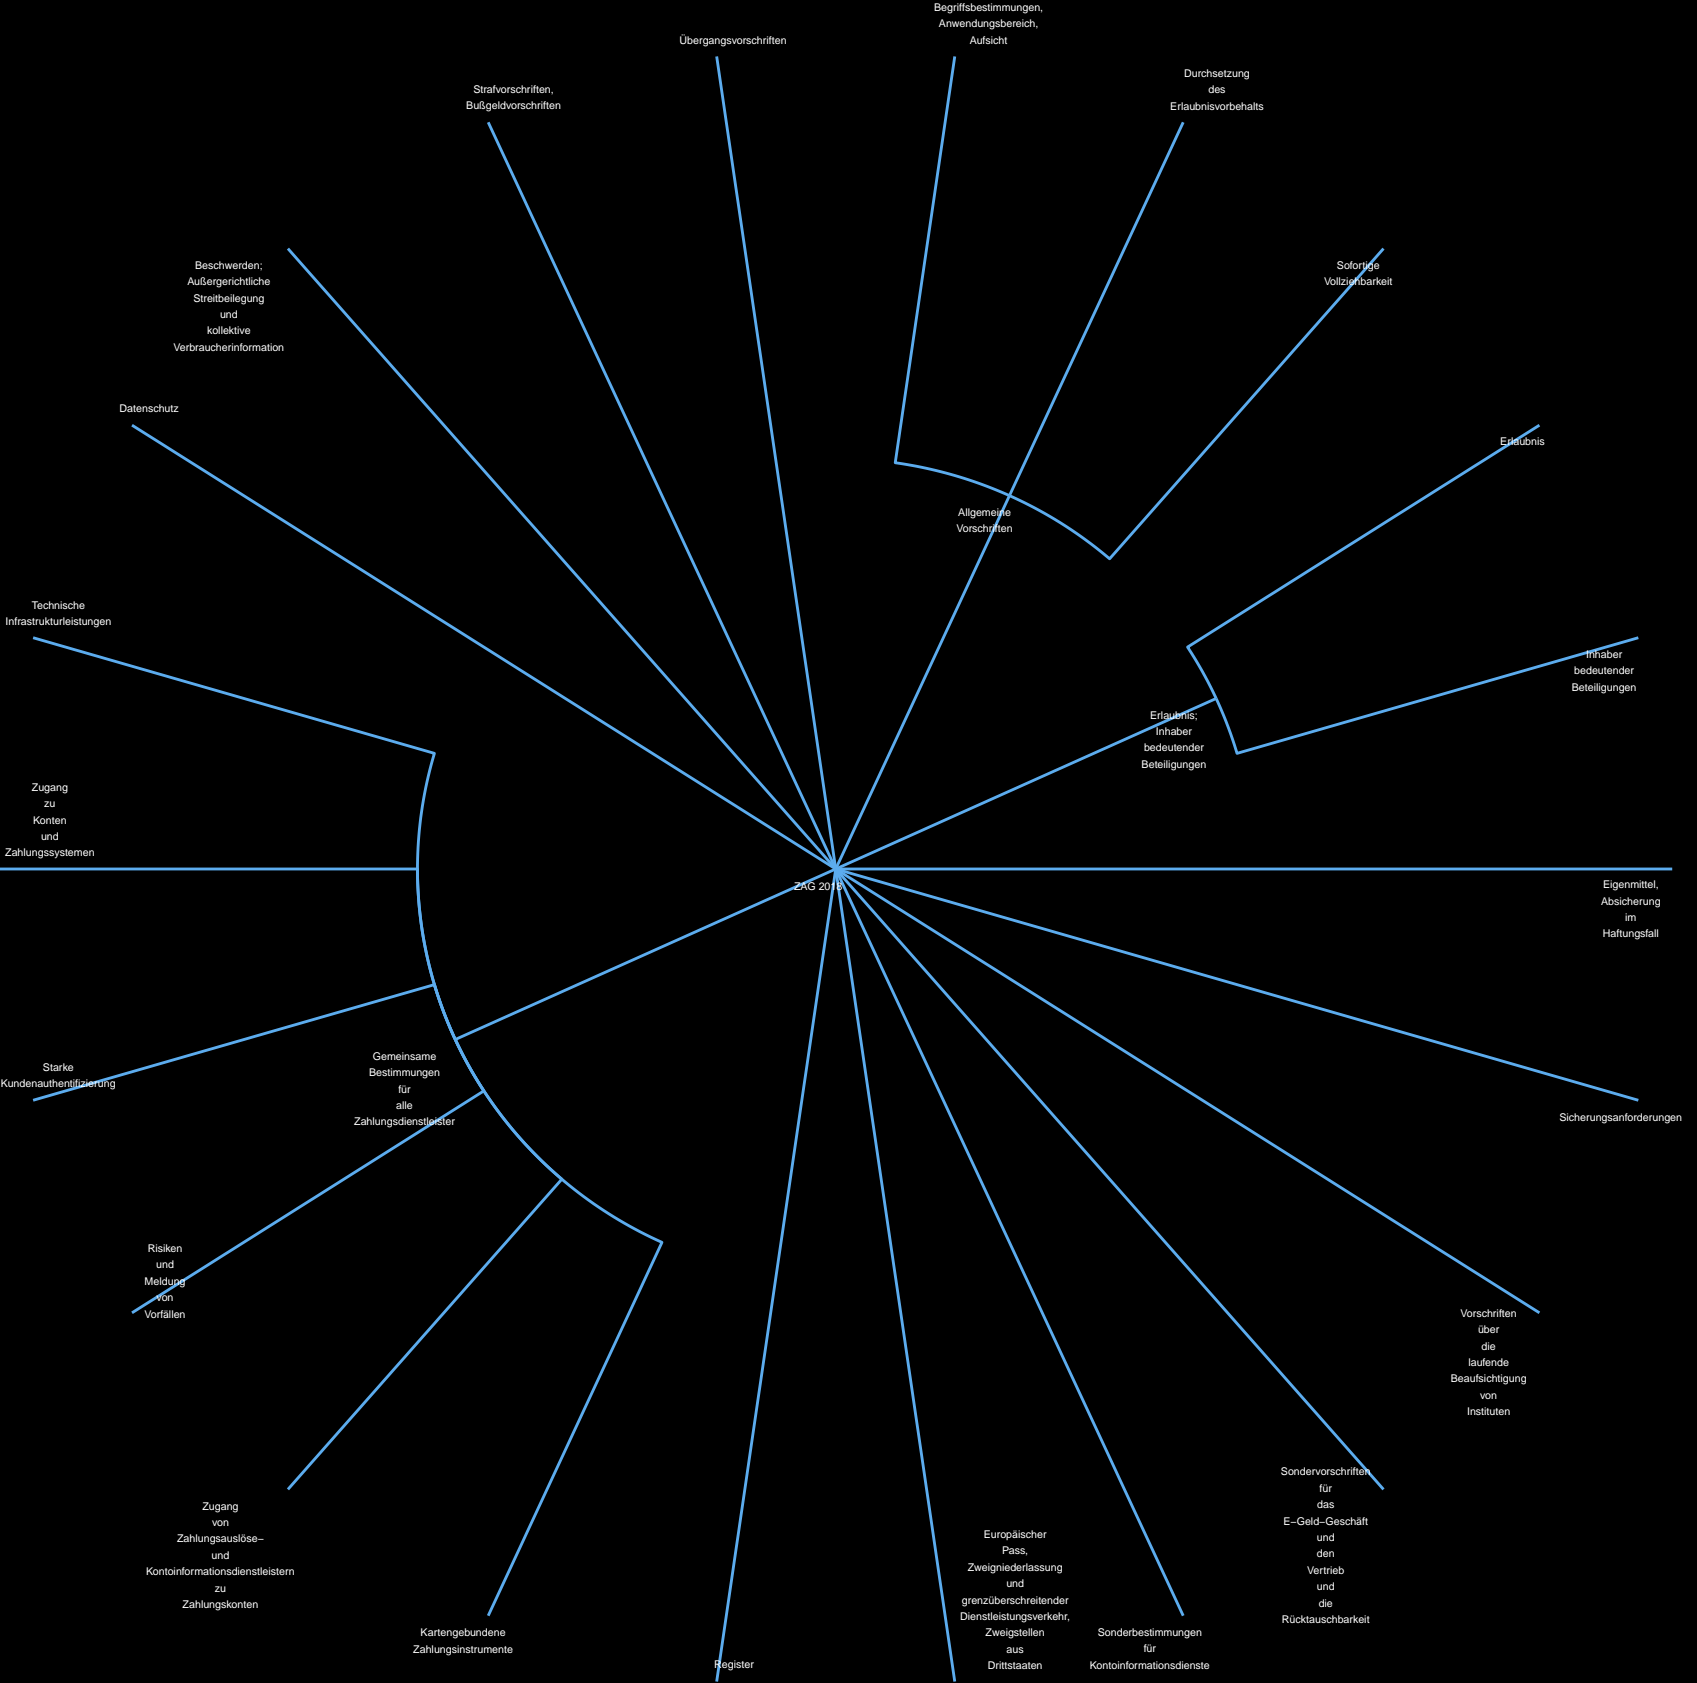 Begriffsbestimmungen,
Anwendungsbereich,
Aufsicht
Übergangsvorschriften
Durchsetzung
des
Erlaubnisvorbehalts
Strafvorschriften,
Bußgeldvorschriften
Beschwerden;
Außergerichtliche
Streitbeilegung
und
kollektive
Verbraucherinformation
Sofortige
Vollziehbarkeit
Datenschutz
Erlaubnis
Allgemeine
Vorschriften
Technische
Infrastrukturleistungen
Inhaber
bedeutender
Beteiligungen
Erlaubnis;
Inhaber
bedeutender
Beteiligungen
Zugang
zu
Konten
und
Zahlungssystemen
ZAG 2018
Eigenmittel,
Absicherung
im
Haftungsfall
Starke
Kundenauthentifizierung
Gemeinsame
Bestimmungen
für
alle
Zahlungsdienstleister
Sicherungsanforderungen
Risiken
und
Meldung
von
Vorfällen
Vorschriften
über
die
laufende
Beaufsichtigung
von
Instituten
Sondervorschriften
für
das
E−Geld−Geschäft
und
den
Vertrieb
und
die
Rücktauschbarkeit
Zugang
von
Zahlungsauslöse−
und
Kontoinformationsdienstleistern
zu
Zahlungskonten
Europäischer
Pass,
Zweigniederlassung
und
grenzüberschreitender
Dienstleistungsverkehr,
Zweigstellen
aus
Drittstaaten
Kartengebundene
Zahlungsinstrumente
Sonderbestimmungen
für
Kontoinformationsdienste
Register